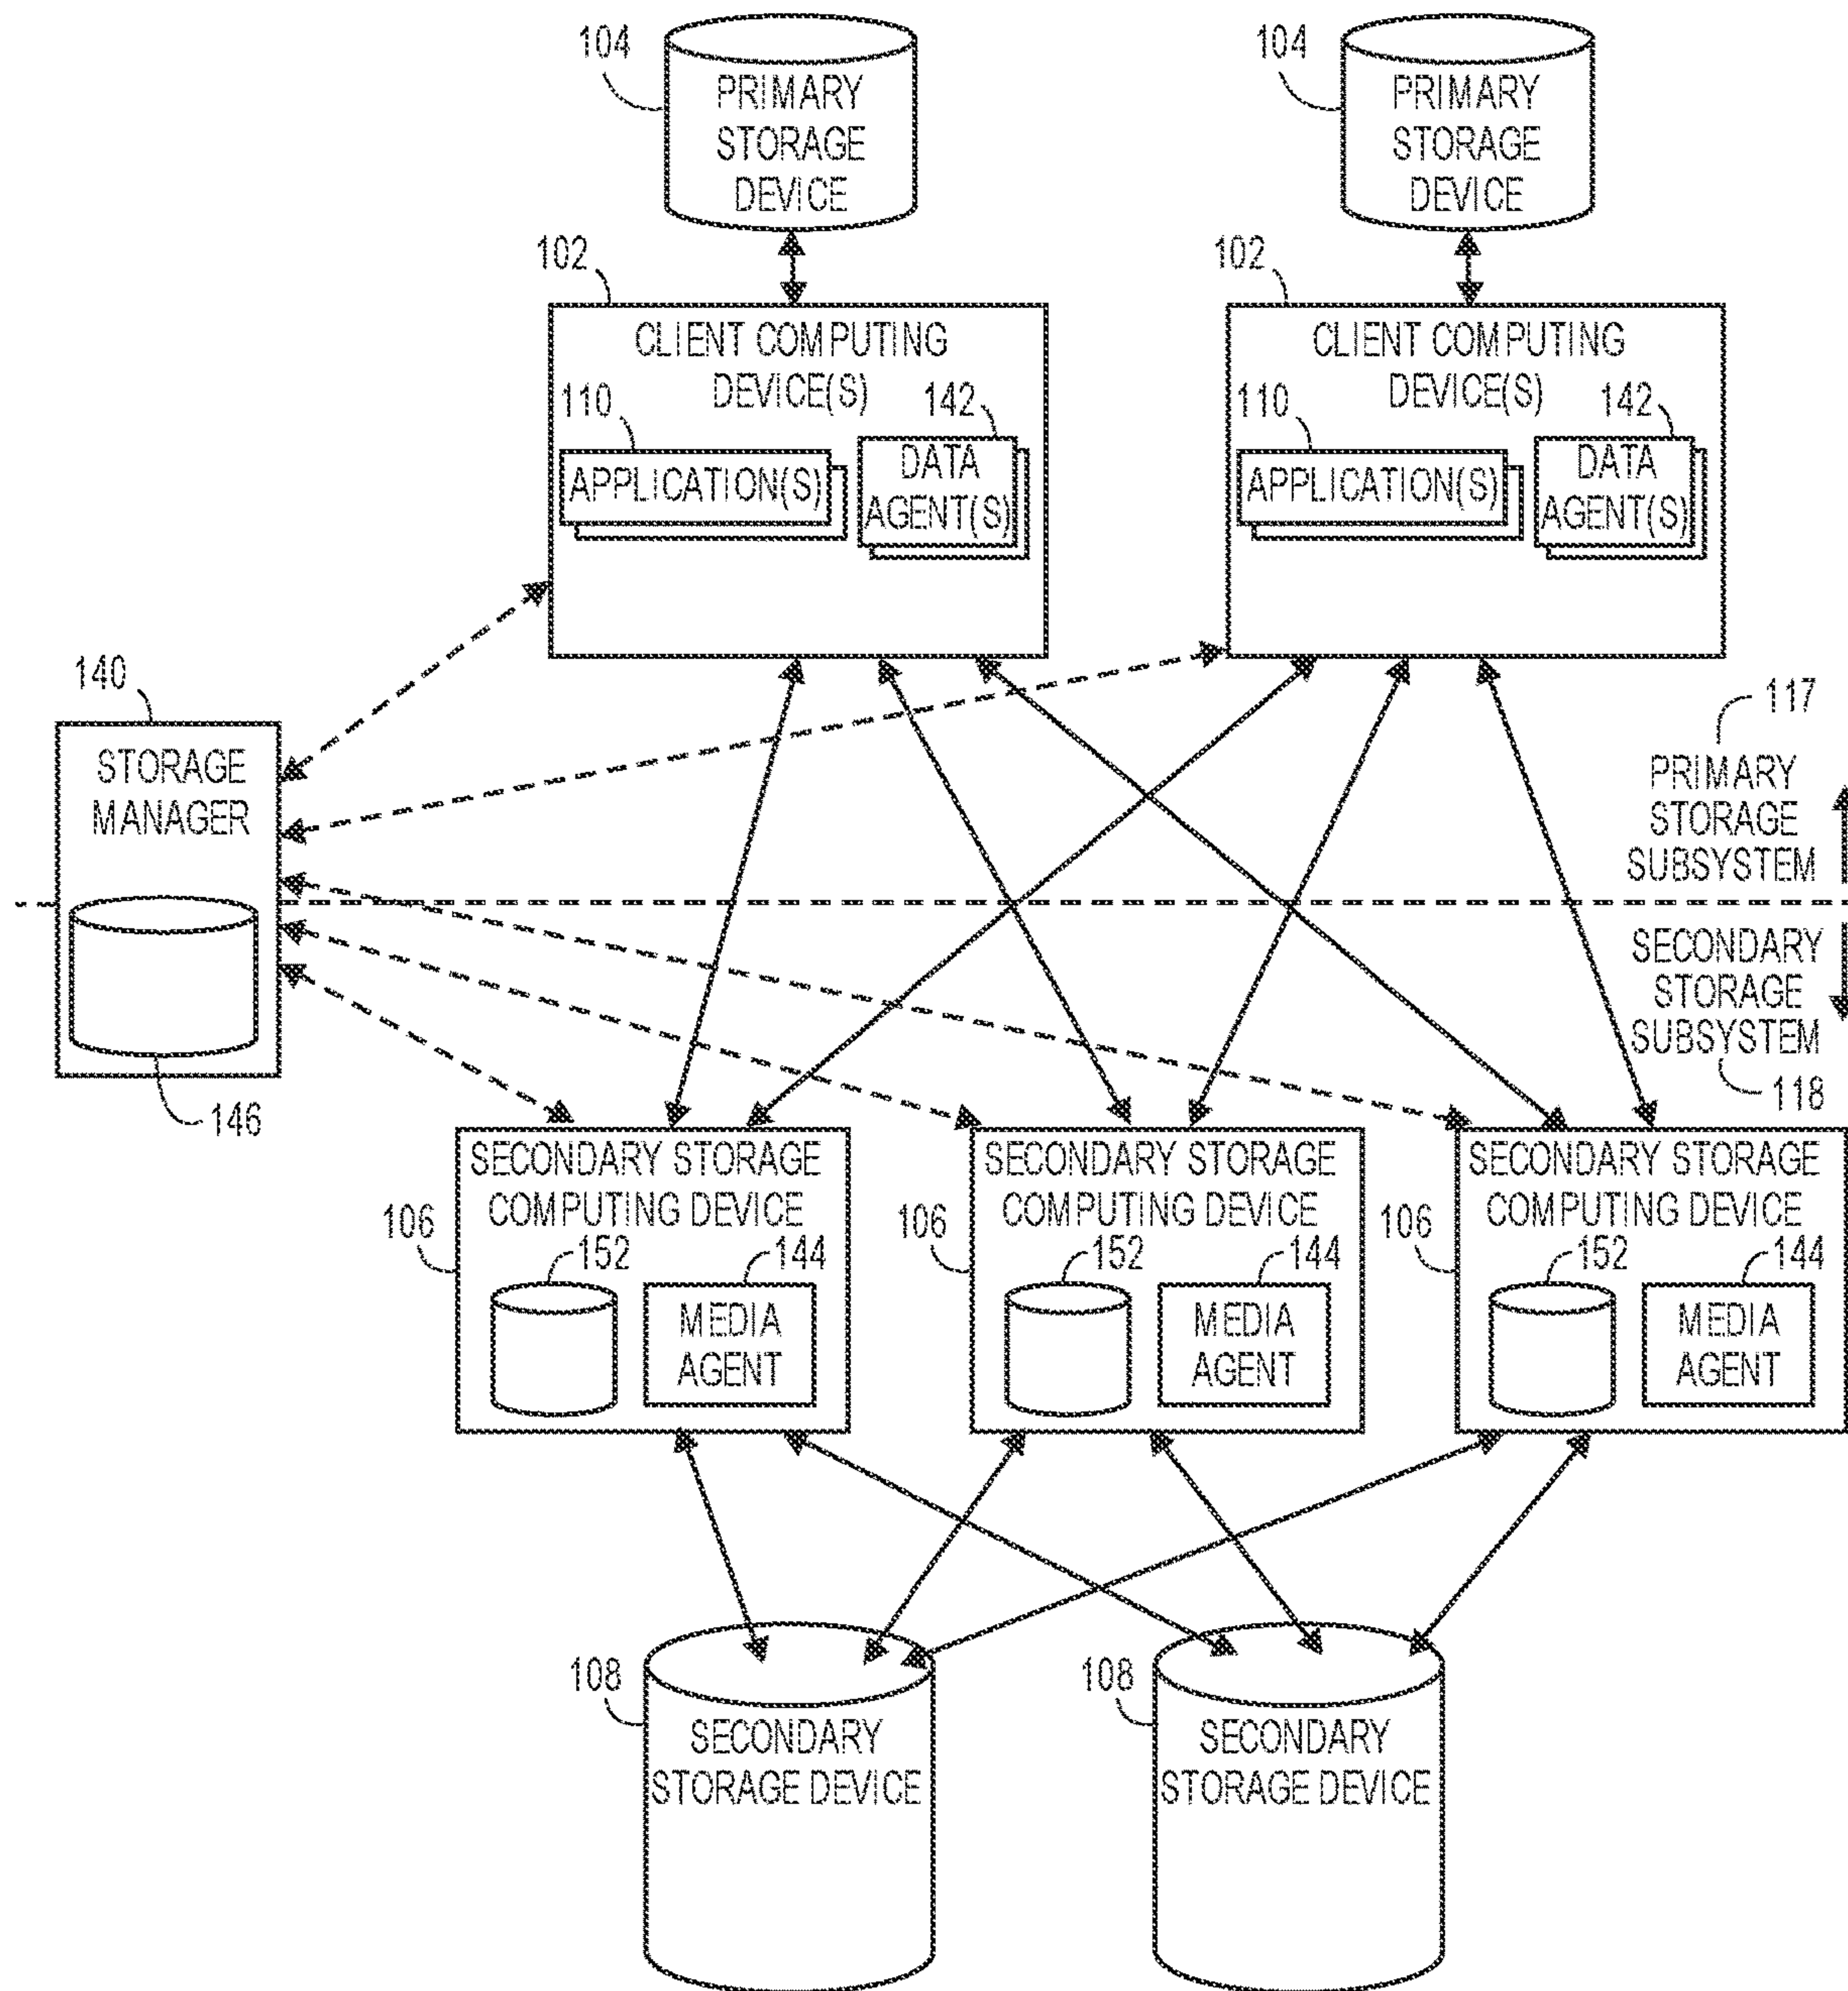 104
PRIMARY
STORAGE
DEVICE
104
PRIMARY
STORAGE
DEVICE
102
CLIENT COMPUTING
DEVICE(S)
110
142
APPLICATION(S)
DATA
AGENT(S)
102
CLIENT COMPUTING
DEVICE(S)
110
142
APPLICATION(S)
DATA
AGENT(S)
140
STORAGE
MANAGER
146
117
PRIMARY
STORAGE
SUBSYSTEM
SECONDARY
STORAGE
SUBSYSTEM
118
106
SECONDARY STORAGE
COMPUTING DEVICE
152
144
MEDIA
AGENT
106
SECONDARY STORAGE
COMPUTING DEVICE
152
144
MEDIA
AGENT
106
SECONDARY STORAGE
COMPUTING DEVICE
152
144
MEDIA
AGENT
108
SECONDARY
STORAGE DEVICE
108
SECONDARY
STORAGE DEVICE